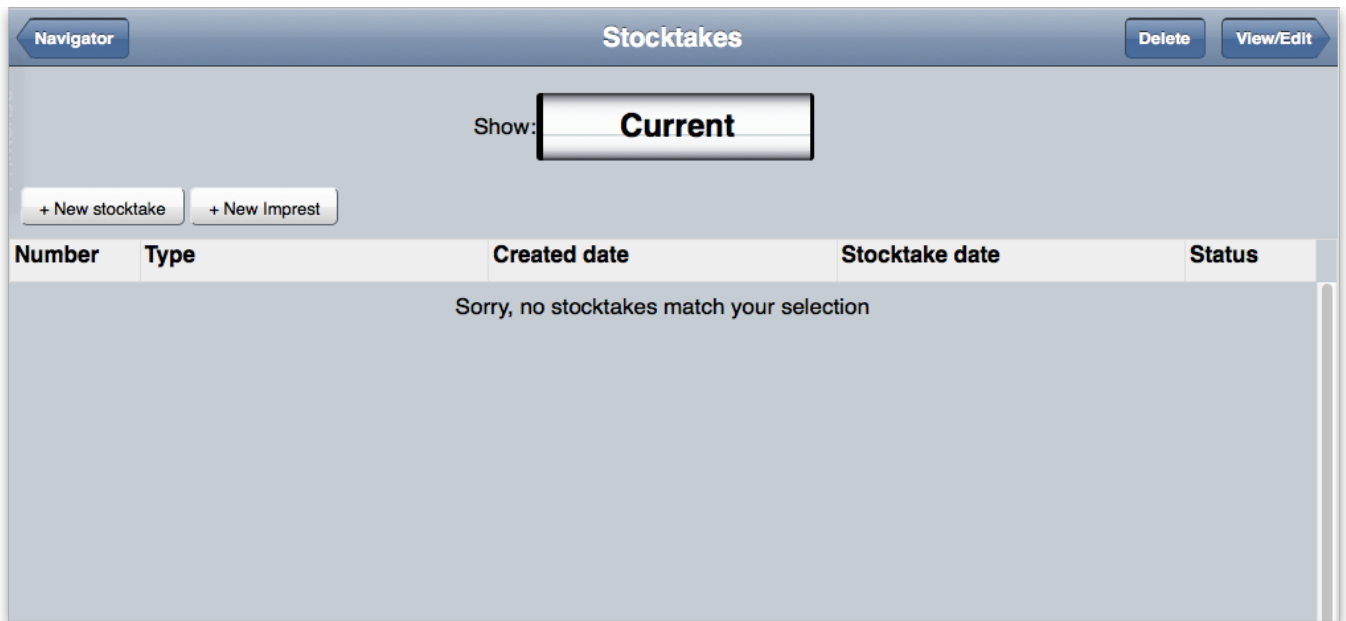 Navigator Stocktakes Delete View/Edit
Show: Current
+ New stocktake + New Imprest
Number Type Created date Stocktake date Status
Sorry, no stocktakes match your selection